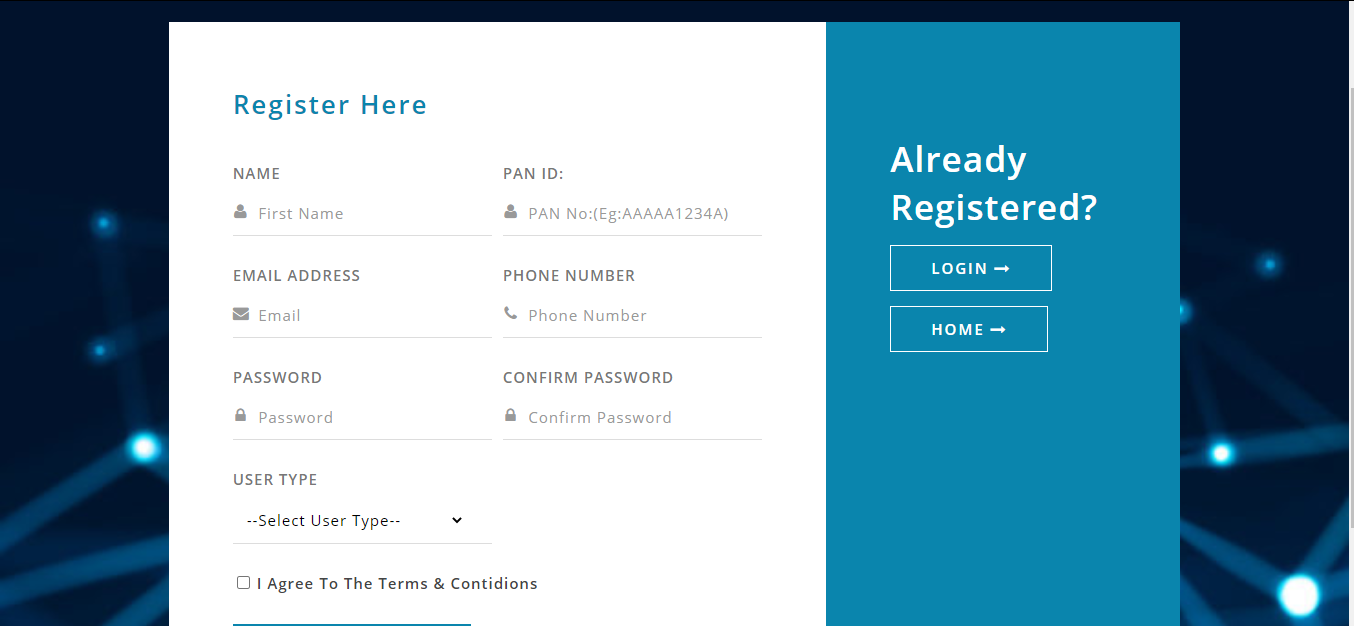 Register Here
NAME
First Name
PAN ID:
PAN No:(Eg:AAAAA1234A)
EMAIL ADDRESS
Email
PHONE NUMBER
Phone Number
PASSWORD
Password
CONFIRM PASSWORD
Confirm Password
USER TYPE
--Select User Type--
I Agree To The Terms & Contidions
Already
Registered?
LOGIN
HOME